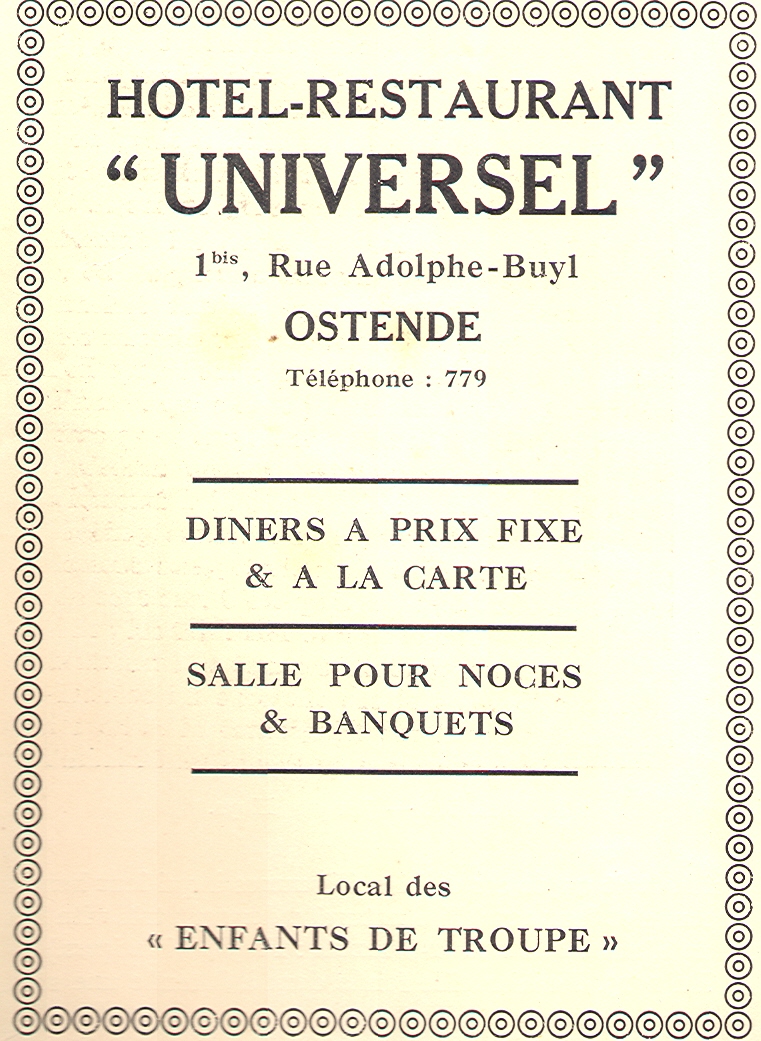 HOTEL-RESTAURANT
“ UNIVERSEL ”
1bis, Rue Adolphe-Buyl
OSTENDE
Téléphone : 779
DINERS A PRIX FIXE
& A LA CARTE
SALLE POUR NOCES
& BANQUETS
Local des
« ENFANTS DE TROUPE »